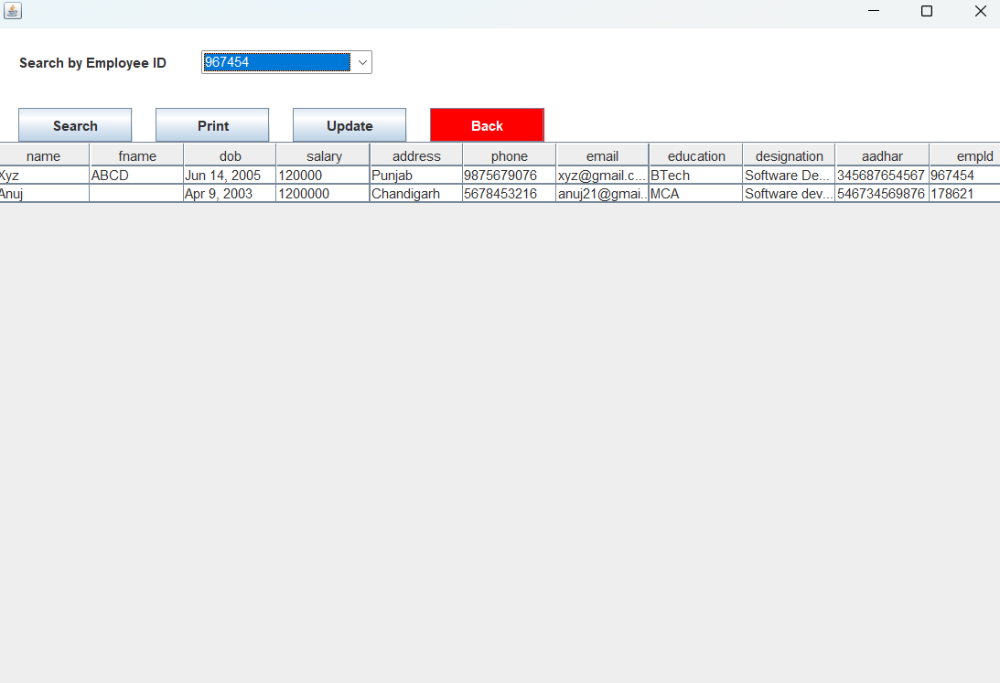 Search by Employee ID 967454
Search Print Update Back
name fname dob salary address phone email education designation aadhar empId
Xyz ABCD Jun 14, 2005 120000 Punjab 9875679076 xyz@gmail.c... BTech Software De... 345687654567 967454
Anuj Apr 9, 2003 1200000 Chandigarh 5678453216 anuj21@gmai... MCA Software dev... 546734569876 178621